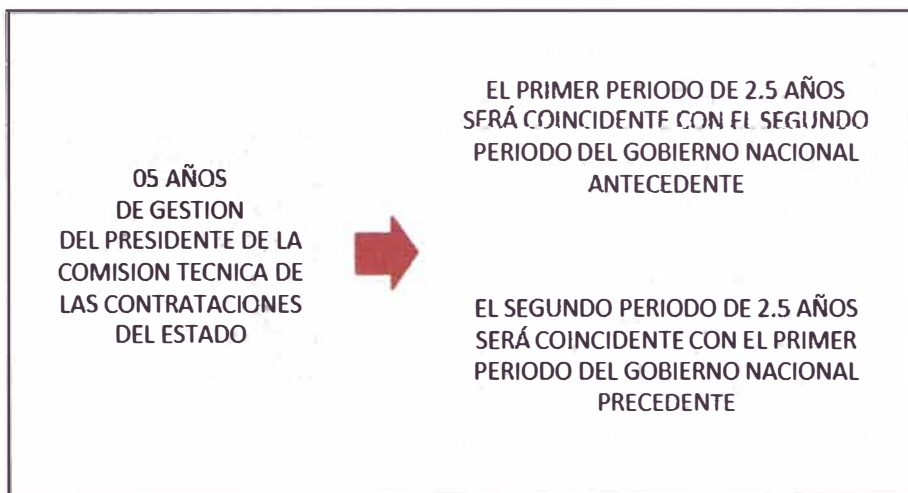 05 AÑOS
DE GESTION
DEL PRESIDENTE DE LA
COMISION TECNICA DE
LAS CONTRATACIONES
DEL ESTADO
EL PRIMER PERIODO DE 2.5 AÑOS
SERÁ COINCIDENTE CON EL SEGUNDO
PERIODO DEL GOBIERNO NACIONAL
ANTECEDENTE
EL SEGUNDO PERIODO DE 2.5 AÑOS
SERÁ COINCIDENTE CON EL PRIMER
PERIODO DEL GOBIERNO NACIONAL
PRECEDENTE